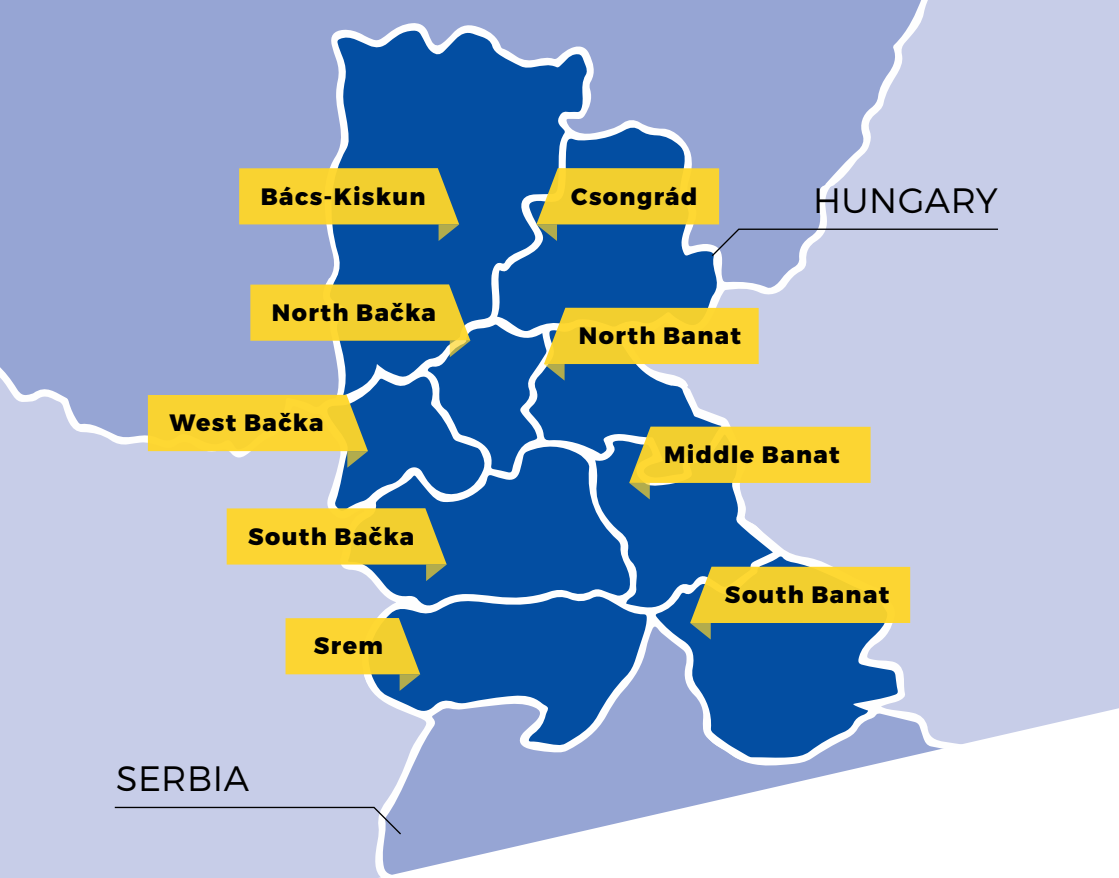 Bács-Kiskun
Csongrád
HUNGARY
North Bačka
North Banat
West Bačka
Middle Banat
South Bačka
South Banat
Srem
SERBIA